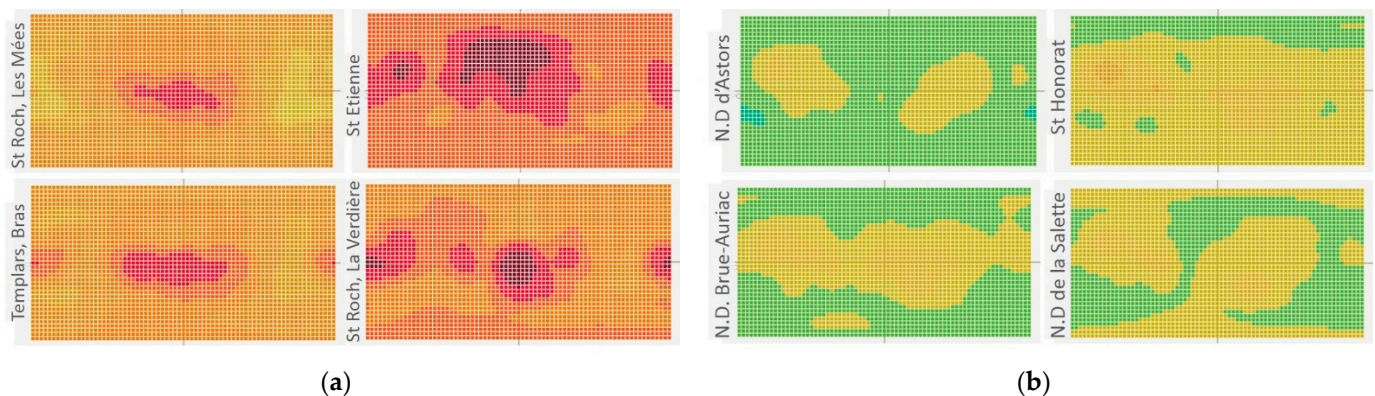 St Roch, Les Mées
St Etienne
Templars, Bras
St Roch, La Verdière
(a)
N.D d'Astors
St Honorat
N.D. Brue-Auriac
N.D de la Salette
(b)